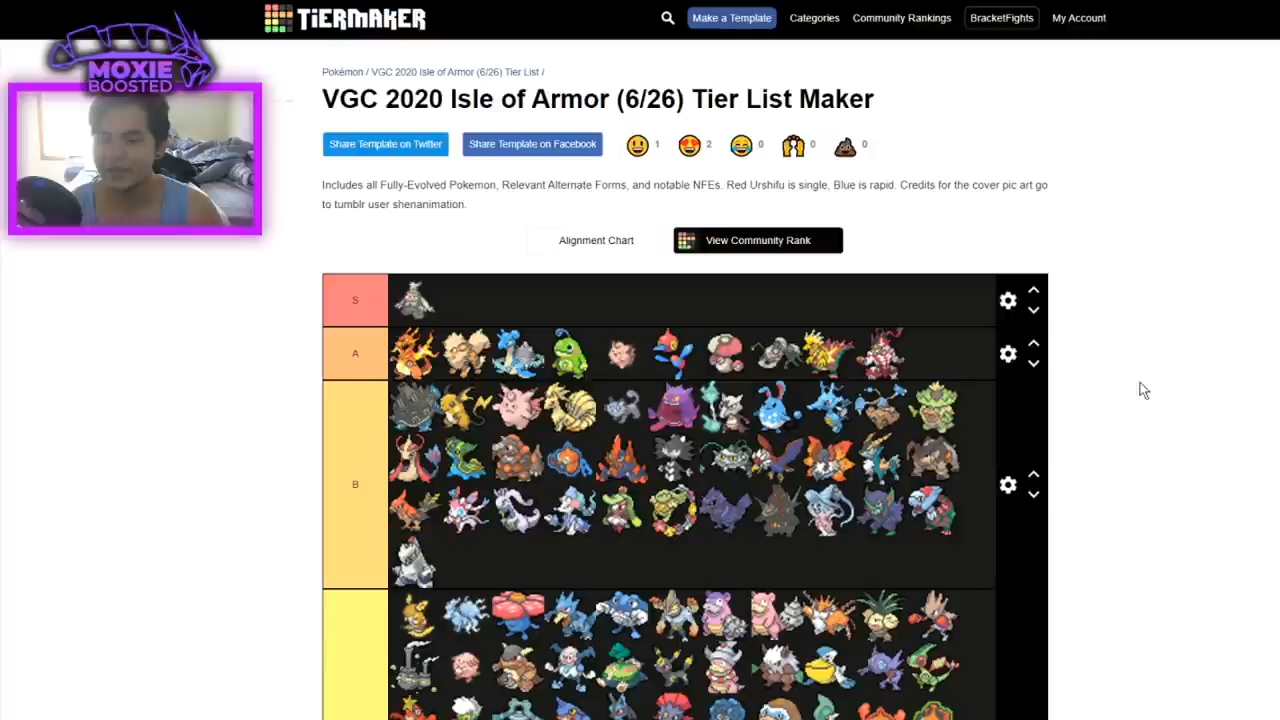 TIERMAKER
Make a Template
Categories
Community Rankings
BracketFights
My Account
MOXIE
BOOSTED
Pokémon / VGC 2020 Isle of Armor (6/26) Tier List /
VGC 2020 Isle of Armor (6/26) Tier List Maker
Share Template on Twitter
Share Template on Facebook
1
2
0
0
0
Includes all Fully-Evolved Pokemon, Relevant Alternate Forms, and notable NFEs. Red Urshifu is single, Blue is rapid. Credits for the cover pic art go
to tumblr user shenanimation.
Alignment Chart
View Community Rank
S
A
B